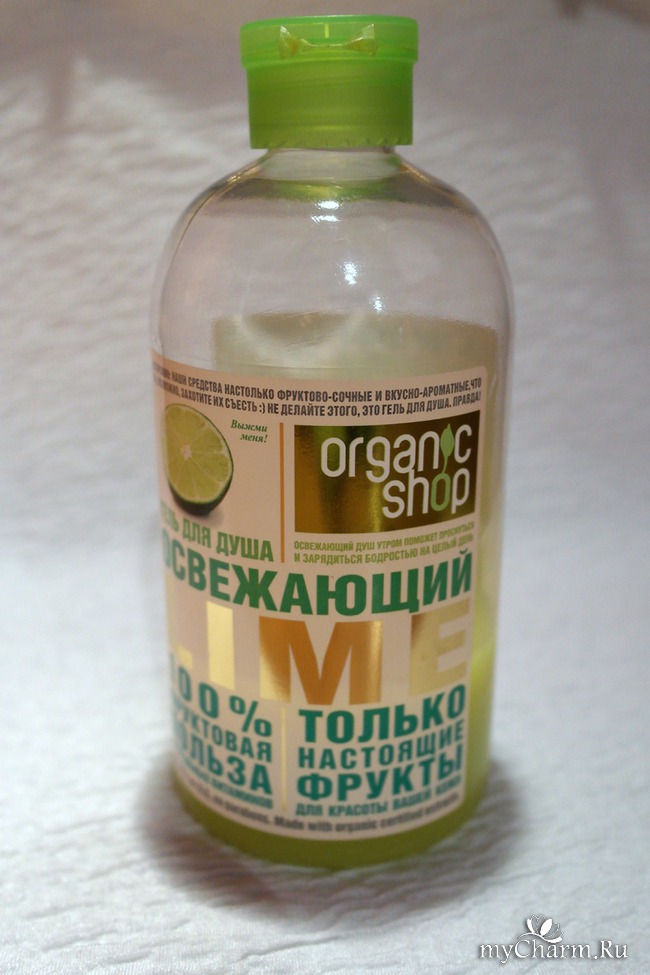 НАШИ СРЕДСТВА НАСТОЛЬКО ФРУКТОВО-СОЧНЫЕ И ВКУСНО-АРОМАТНЫЕ, ЧТО
ЗАХОТИТЕ ИХ СЪЕСТЬ :) НЕ ДЕЛАЙТЕ ЭТОГО, ЭТО ГЕЛЬ ДЛЯ ДУША. ПРАВДА!
Выжми
меня!
organic
shop
ГЕЛЬ ДЛЯ ДУША
ОСВЕЖАЮЩИЙ ДУШ УТРОМ ПОМОЖЕТ ПРОСНУТЬСЯ
И ЗАРЯДИТЬСЯ БОДРОСТЬЮ НА ЦЕЛЫЙ ДЕНЬ
ОСВЕЖАЮЩИЙ
LIME
100%
ФРУКТОВАЯ
ПОЛЬЗА
ВИТАМИНОВ
ТОЛЬКО
НАСТОЯЩИЕ
ФРУКТЫ
ДЛЯ КРАСОТЫ ВАШЕЙ КОЖИ
no parabens. Made with organic certified extracts.
myCharm.Ru